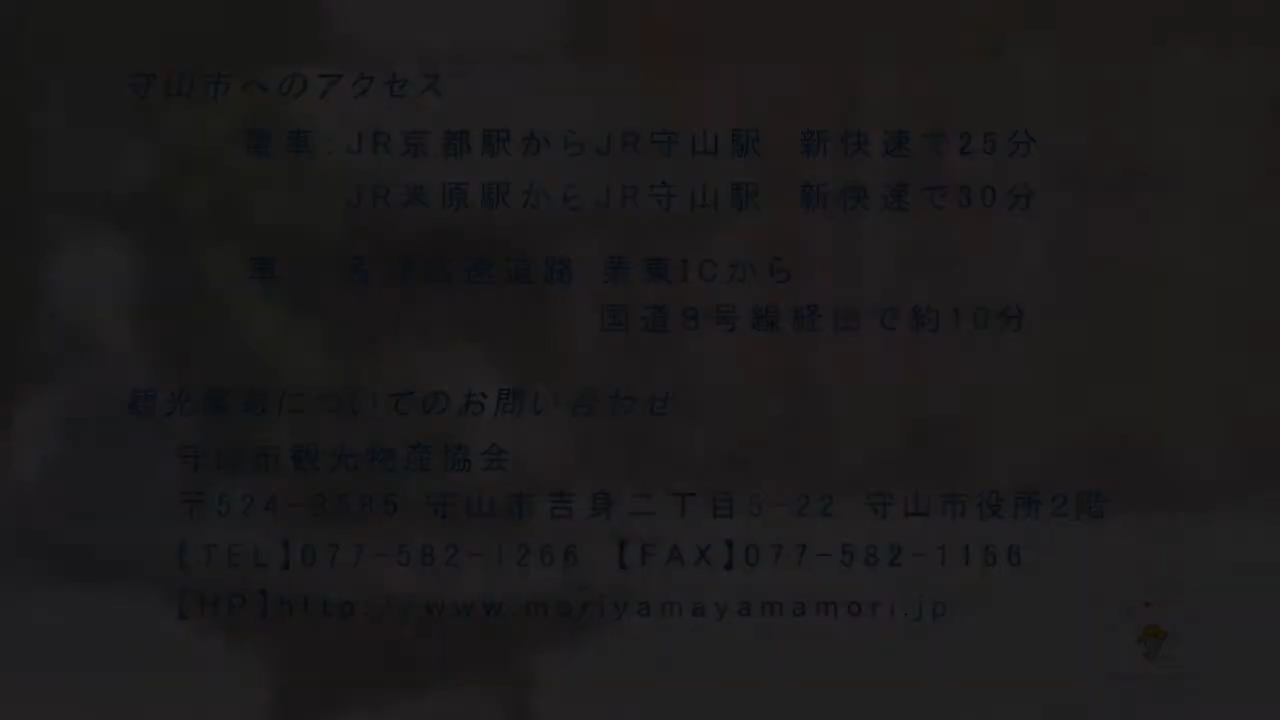 守山市へのアクセス
電車:JR京都駅からJR守山駅 新快速で25分
JR米原駅からJR守山駅 新快速で30分
車 名神高速道路 栗東ICから
国道8号線経由で約10分
観光案内についてのお問い合わせ
守山市観光物産協会
〒524-8585 守山市吉身二丁目5-22 守山市役所2階
【TEL】077-582-1266 【FAX】077-582-1166
【HP】http://www.moriyamayamamori.jp